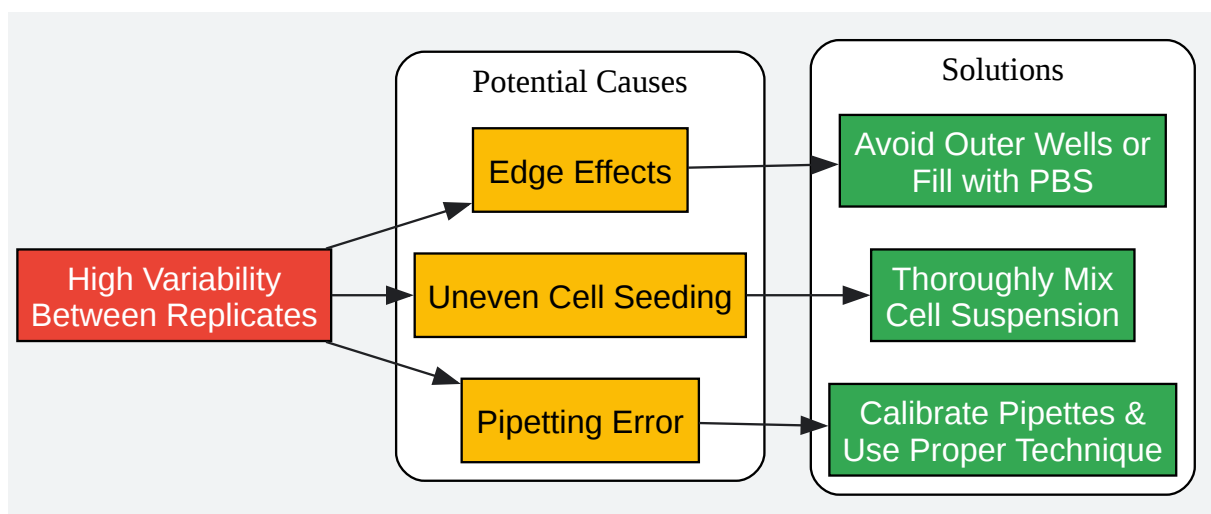 High Variability
Between Replicates
Potential Causes
Edge Effects
Uneven Cell Seeding
Pipetting Error
Solutions
Avoid Outer Wells or
Fill with PBS
Thoroughly Mix
Cell Suspension
Calibrate Pipettes &
Use Proper Technique